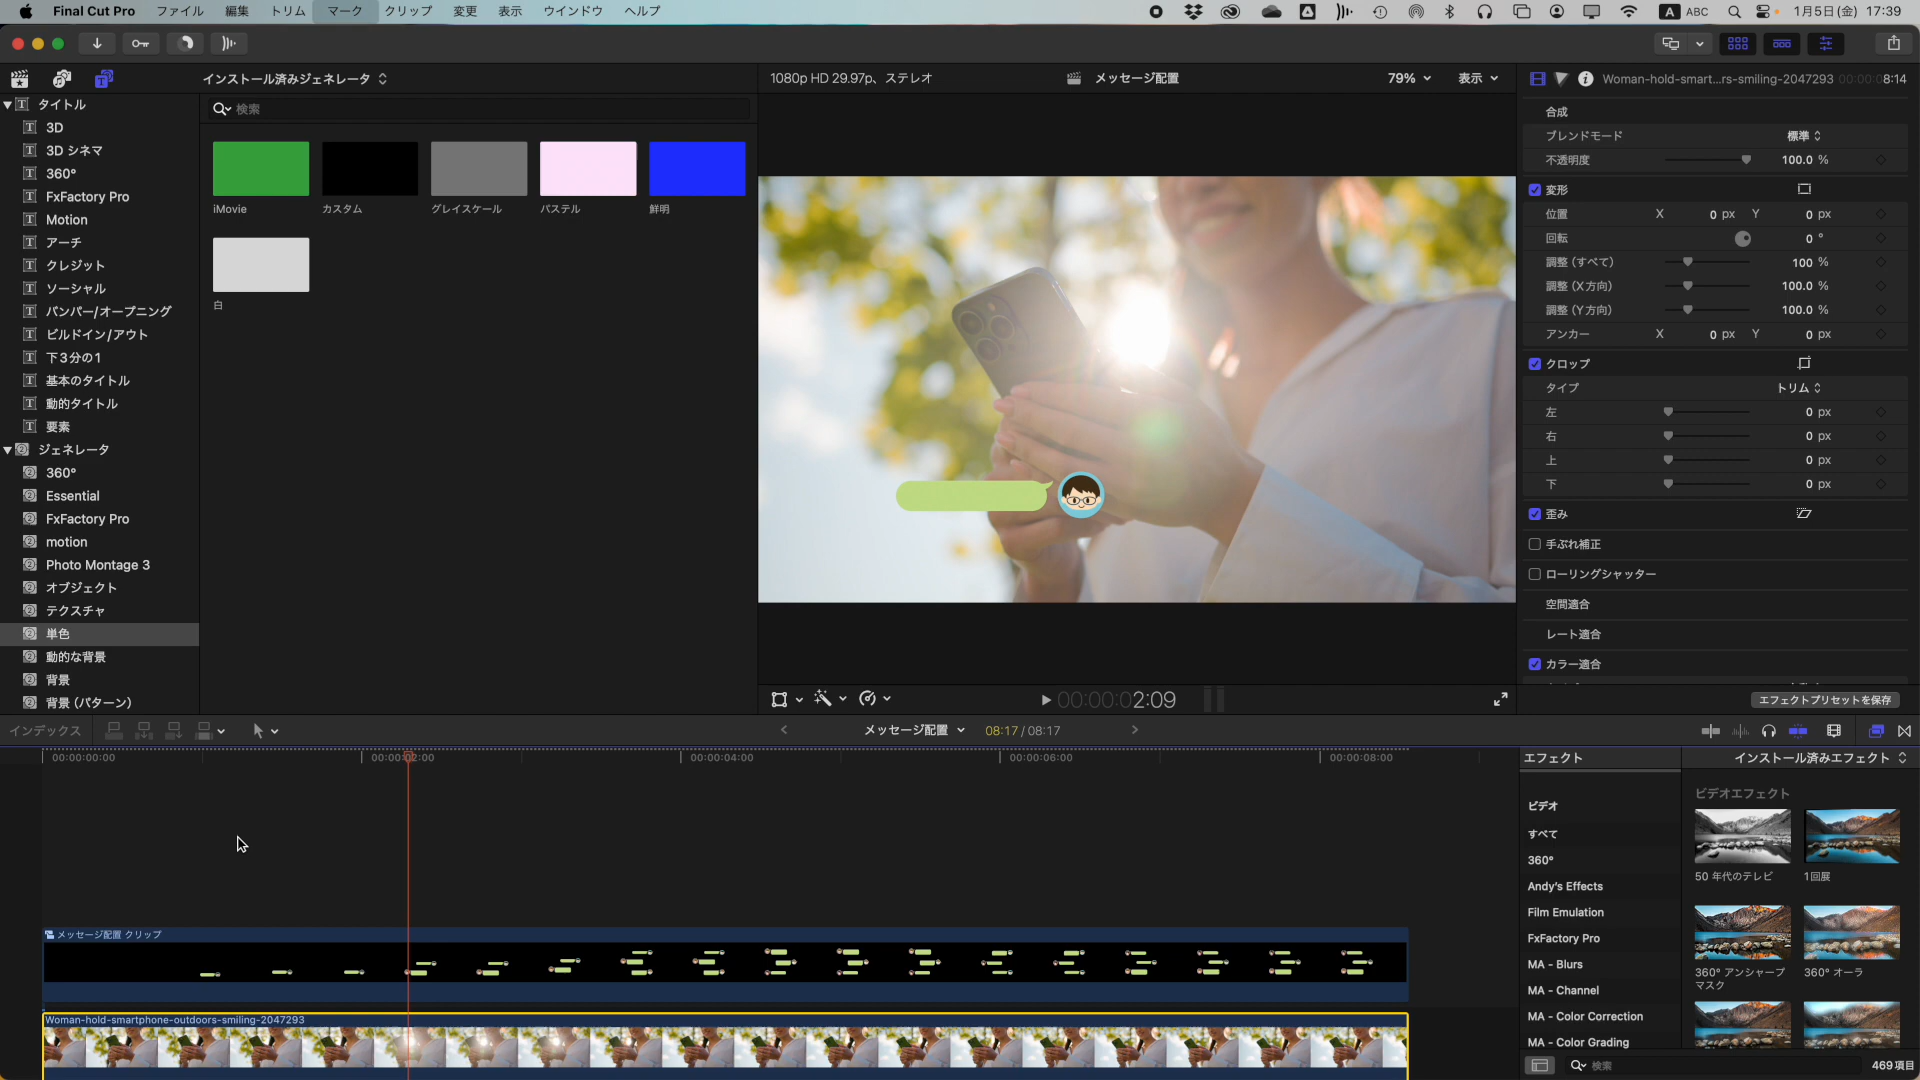 Final Cut Pro ファイル 編集 トリム マーク クリップ 変更 表示 ウインドウ ヘルプ
A ABC 1月5日(金) 17:39
インストール済みジェネレータ
1080p HD 29.97p、ステレオ
メッセージ配置
79%
表示
Woman-hold-smart...rs-smiling-2047293 00:00:08:14
検索
タイトル
3D
3D シネマ
360°
FxFactory Pro
Motion
アーチ
クレジット
ソーシャル
バンパー/オープニング
ビルドイン/アウト
下3分の1
基本のタイトル
動的タイトル
要素
ジェネレータ
360°
Essential
FxFactory Pro
motion
Photo Montage 3
オブジェクト
テクスチャ
単色
動的な背景
背景
背景 (パターン)
iMovie
カスタム
グレイスケール
パステル
鮮明
白
合成
ブレンドモード 標準
不透明度 100.0 %
変形
位置 X 0 px Y 0 px
回転 0 °
調整 (すべて) 100 %
調整 (X方向) 100.0 %
調整 (Y方向) 100.0 %
アンカー X 0 px Y 0 px
クロップ
タイプ トリム
左 0 px
右 0 px
上 0 px
下 0 px
歪み
手ぶれ補正
ローリングシャッター
空間適合
レート適合
カラー適合
エフェクトプリセットを保存
00:00:02:09
インデックス
メッセージ配置
08:17 / 08:17
00:00:00:00
00:00:02:00
00:00:04:00
00:00:06:00
00:00:08:00
メッセージ配置 クリップ
Woman-hold-smartphone-outdoors-smiling-2047293
エフェクト
インストール済みエフェクト
ビデオ
すべて
360°
Andy's Effects
Film Emulation
FxFactory Pro
MA - Blurs
MA - Channel
MA - Color Correction
MA - Color Grading
ビデオエフェクト
50 年代のテレビ
1回展
360° アンシャープ
マスク
360° オーラ
検索
469項目